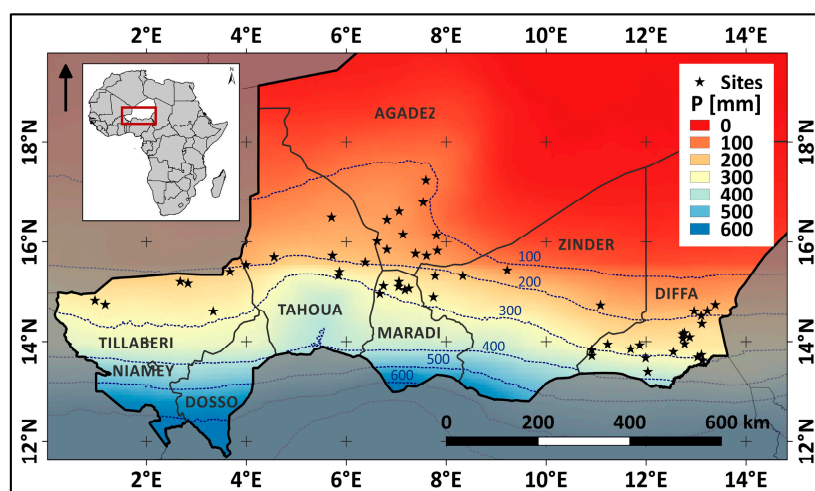 2°E 4°E 6°E 8°E 10°E 12°E 14°E
N
★ Sites
P [mm]
0
100
200
300
400
500
600
18°N 18°N
16°N 16°N
14°N 14°N
12°N 12°N
AGADEZ
ZINDER
DIFFA
TAHOUA
MARADI
TILLABERI
NIAMEY
DOSSO
100
200
300
400
500
600
0 200 400 600 km
2°E 4°E 6°E 8°E 10°E 12°E 14°E